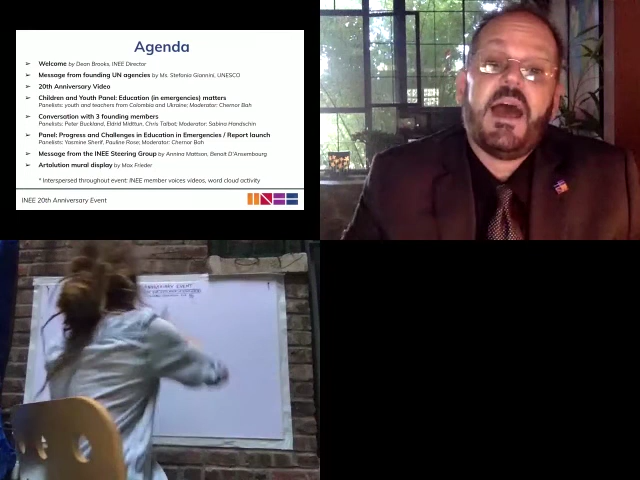 Agenda
➢ Welcome by Dean Brooks, INEE Director
➢ Message from founding UN agencies by Ms. Stefania Giannini, UNESCO
➢ 20th Anniversary Video
➢ Children and Youth Panel: Education (in emergencies) matters
Panelists: youth and teachers from Colombia and Ukraine; Moderator: Chernor Bah
➢ Conversation with 3 founding members
Panelists: Peter Buckland, Eldrid Midttun, Chris Talbot; Moderator: Sabina Handschin
➢ Panel: Progress and Challenges in Education in Emergencies / Report launch
Panelists: Yasmine Sherif, Pauline Rose; Moderator: Chernor Bah
➢ Message from the INEE Steering Group by Annina Mattson, Benoit D'Ansembourg
➢ Artolution mural display by Max Frieder
* Interspersed throughout event: INEE member voices videos, word cloud activity
INEE 20th Anniversary Event
INEE
ANNIVERSARY EVENT